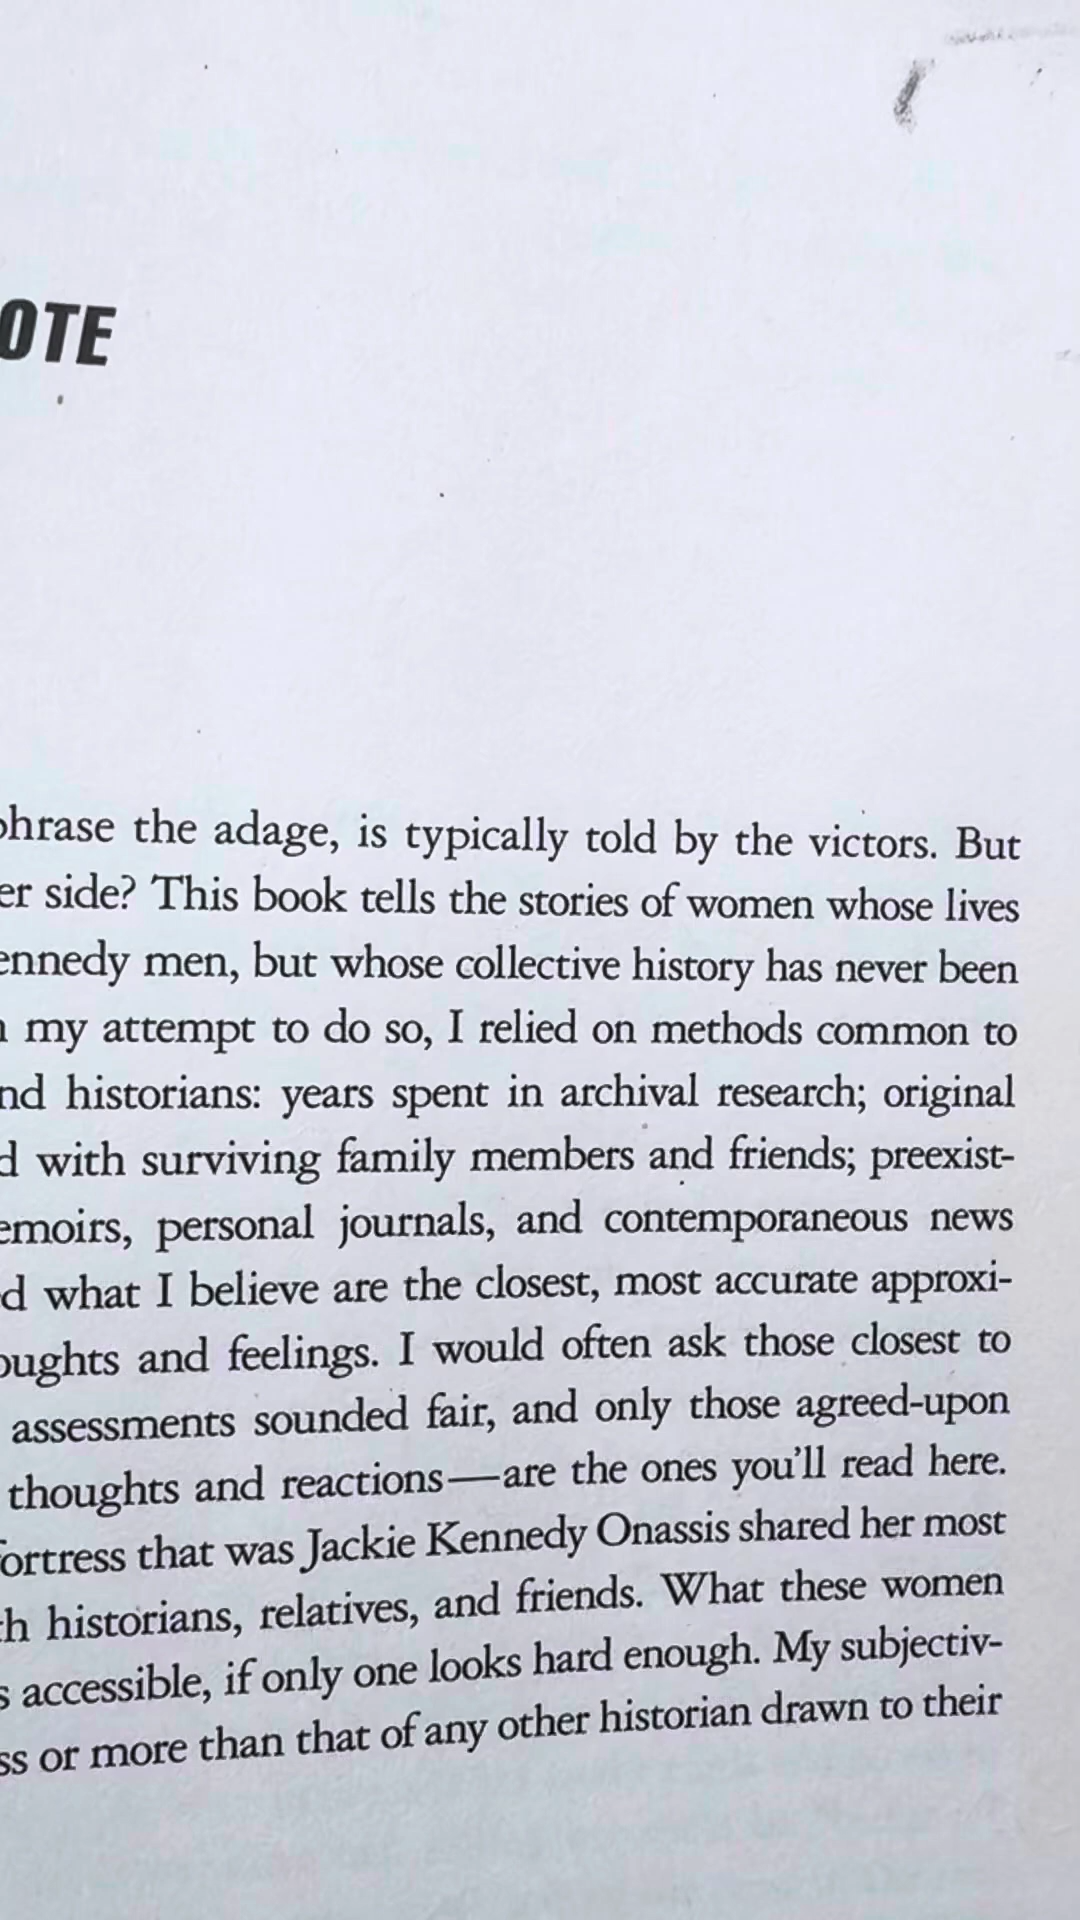 OTE
phrase the adage, is typically told by the victors. But
er side? This book tells the stories of women whose lives
ennedy men, but whose collective history has never been
my attempt to do so, I relied on methods common to
nd historians: years spent in archival research; original
d with surviving family members and friends; preexist-
emoirs, personal journals, and contemporaneous news
d what I believe are the closest, most accurate approxi-
oughts and feelings. I would often ask those closest to
assessments sounded fair, and only those agreed-upon
thoughts and reactions—are the ones you'll read here.
fortress that was Jackie Kennedy Onassis shared her most
th historians, relatives, and friends. What these women
s accessible, if only one looks hard enough. My subjectiv-
ss or more than that of any other historian drawn to their